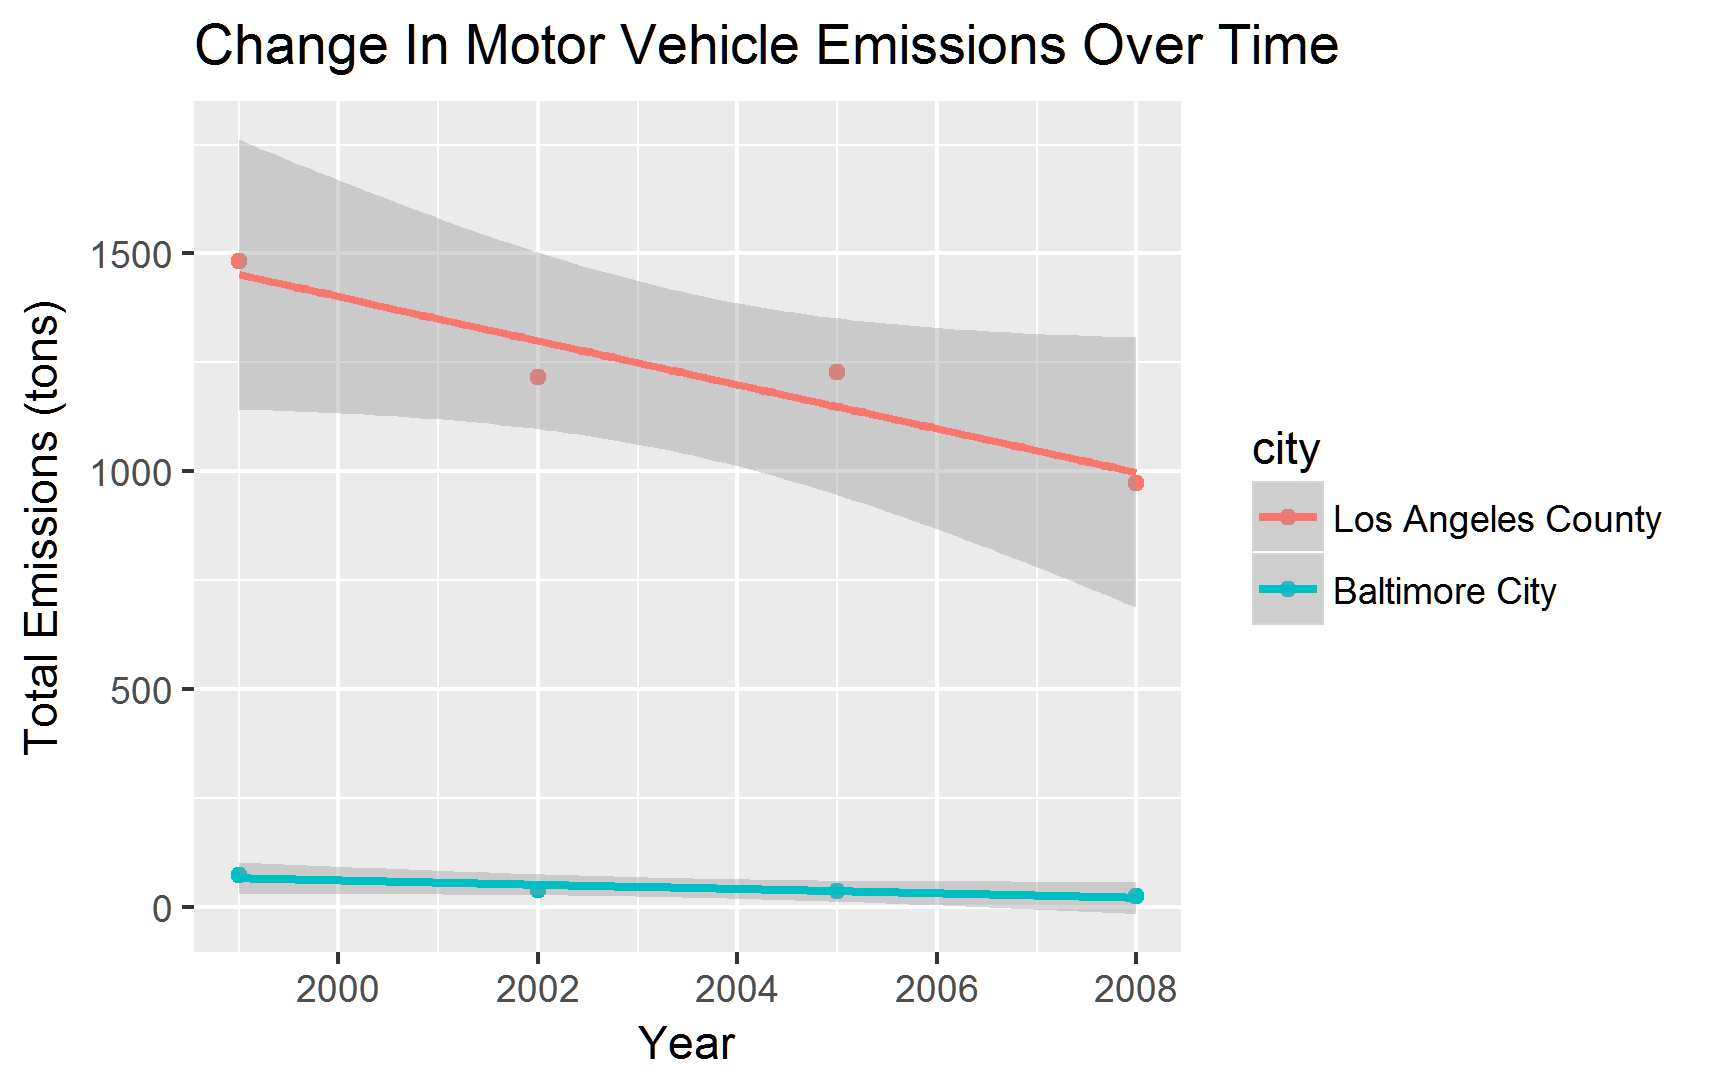 Change In Motor Vehicle Emissions Over Time
Total Emissions (tons)
1500
1000
500
0
2000 2002 2004 2006 2008
Year
city
Los Angeles County
Baltimore City